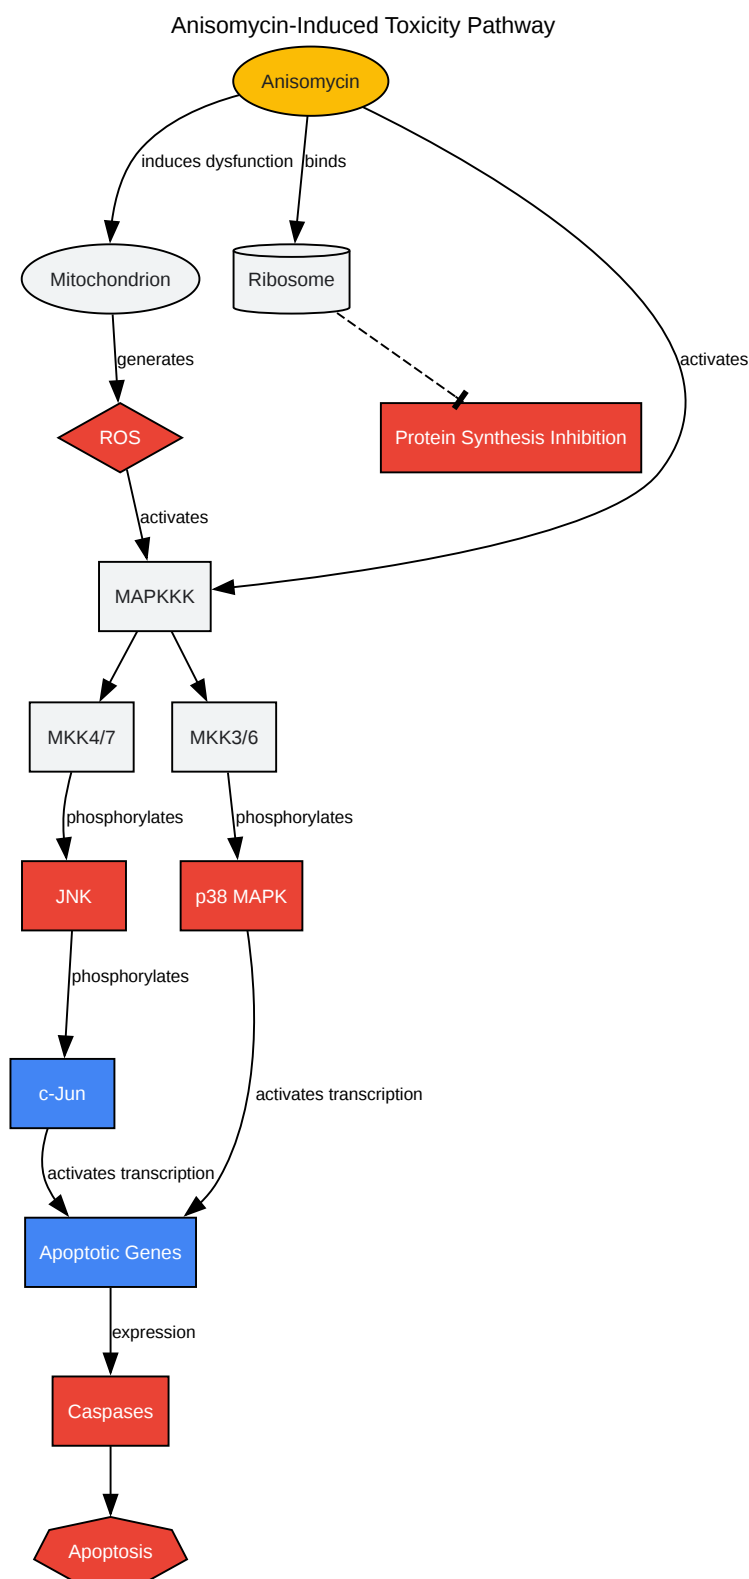 Anisomycin-Induced Toxicity Pathway
Anisomycin
induces dysfunction
binds
Mitochondrion
Ribosome
generates
activates
ROS
Protein Synthesis Inhibition
activates
MAPKKK
MKK4/7
MKK3/6
phosphorylates
phosphorylates
JNK
p38 MAPK
phosphorylates
c-Jun
activates transcription
activates transcription
Apoptotic Genes
expression
Caspases
Apoptosis